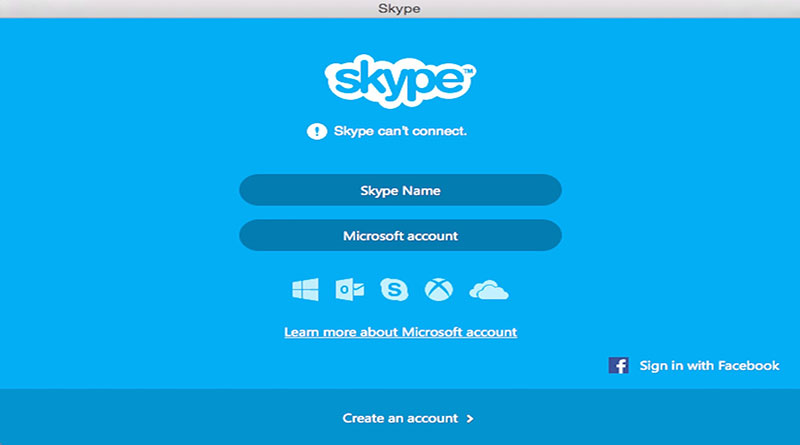 Skype
skype™
Skype can't connect.
Skype Name
Microsoft account
Learn more about Microsoft account
Sign in with Facebook
Create an account